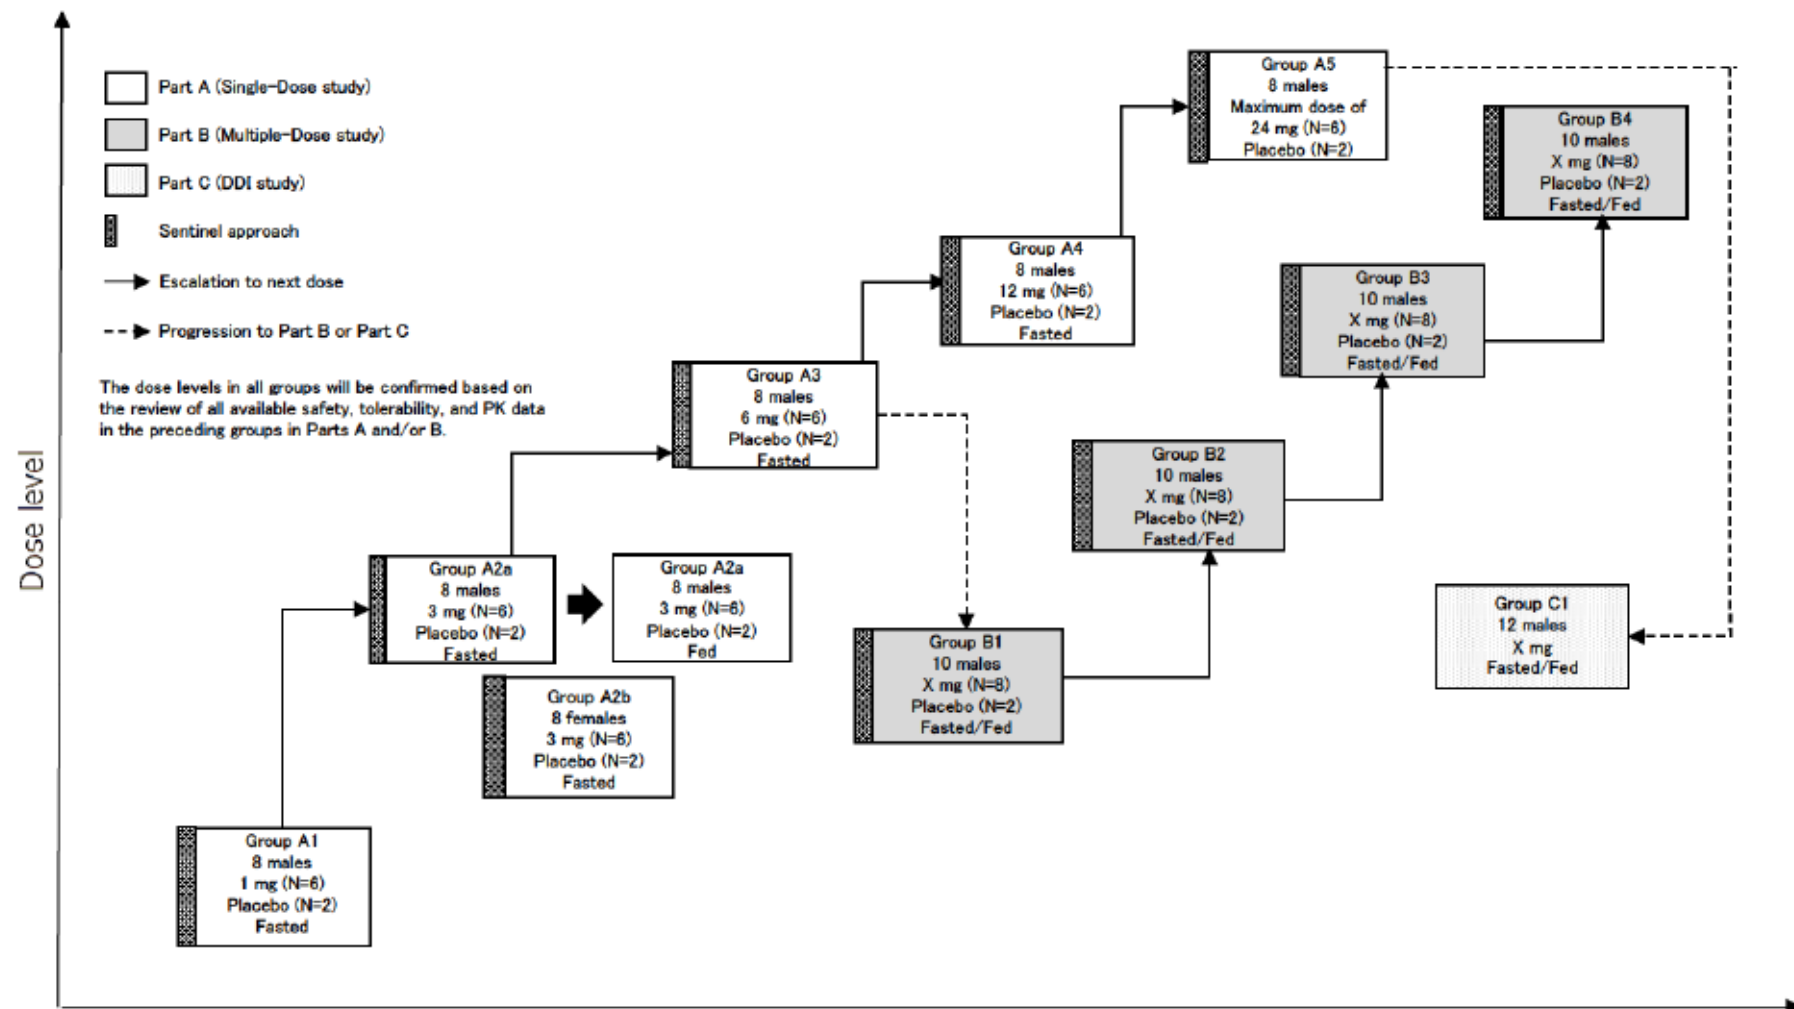 Part A (Single-Dose study)
Part B (Multiple-Dose study)
Part C (DDI study)
Sentinel approach
Escalation to next dose
Progression to Part B or Part C
The dose levels in all groups will be confirmed based on
the review of all available safety, tolerability, and PK data
in the preceding groups in Parts A and/or B.
Dose level
Group A1
8 males
1 mg (N=6)
Placebo (N=2)
Fasted
Group A2a
8 males
3 mg (N=6)
Placebo (N=2)
Fasted
Group A2a
8 males
3 mg (N=6)
Placebo (N=2)
Fed
Group A2b
8 females
3 mg (N=6)
Placebo (N=2)
Fasted
Group A3
8 males
6 mg (N=6)
Placebo (N=2)
Fasted
Group A4
8 males
12 mg (N=6)
Placebo (N=2)
Fasted
Group A5
8 males
Maximum dose of
24 mg (N=6)
Placebo (N=2)
Group B1
10 males
X mg (N=8)
Placebo (N=2)
Fasted/Fed
Group B2
10 males
X mg (N=8)
Placebo (N=2)
Fasted/Fed
Group B3
10 males
X mg (N=8)
Placebo (N=2)
Fasted/Fed
Group B4
10 males
X mg (N=8)
Placebo (N=2)
Fasted/Fed
Group C1
12 males
X mg
Fasted/Fed